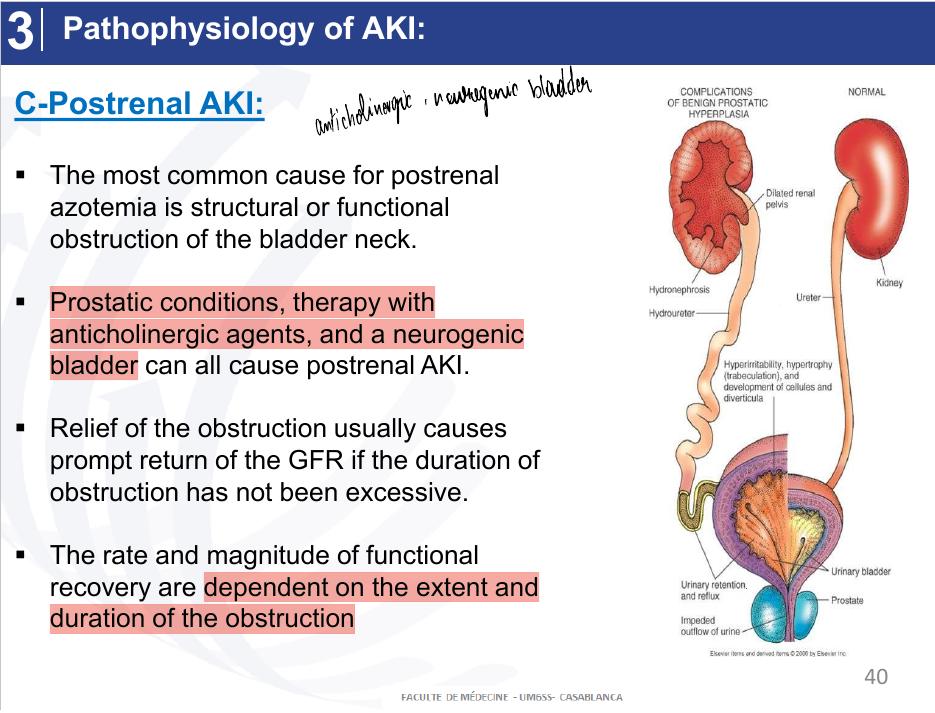 3 Pathophysiology of AKI:
C-Postrenal AKI:
anticholinergic, neurogenic bladder
▪ The most common cause for postrenal
azotemia is structural or functional
obstruction of the bladder neck.
▪ Prostatic conditions, therapy with
anticholinergic agents, and a neurogenic
bladder can all cause postrenal AKI.
▪ Relief of the obstruction usually causes
prompt return of the GFR if the duration of
obstruction has not been excessive.
▪ The rate and magnitude of functional
recovery are dependent on the extent and
duration of the obstruction
COMPLICATIONS
OF BENIGN PROSTATIC
HYPERPLASIA
NORMAL
Dilated renal
pelvis
Hydronephrosis
Kidney
Ureter
Hydroureter
Hyperirritability, hypertrophy
(trabeculation), and
development of cellules and
diverticula
Urinary retention
and reflux
Urinary bladder
Prostate
Impeded
outflow of urine
Elsevier items and derived items © 2006 by Elsevier Inc.
40
FACULTE DE MÉDECINE - UM6SS- CASABLANCA